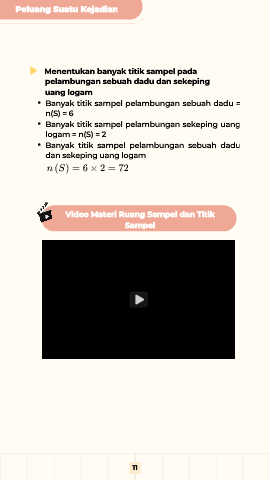 Peluang Suatu Kejadian
Menentukan banyak titik sampel pada
pelambungan sebuah dadu dan sekeping
uang logam
• Banyak titik sampel pelambungan sebuah dadu =
n(S) = 6
• Banyak titik sampel pelambungan sekeping uang
logam = n(S) = 2
• Banyak titik sampel pelambungan sebuah dadu
dan sekeping uang logam
n (S) = 6 × 2 = 72
Video Materi Ruang Sampel dan Titik
Sampel
11